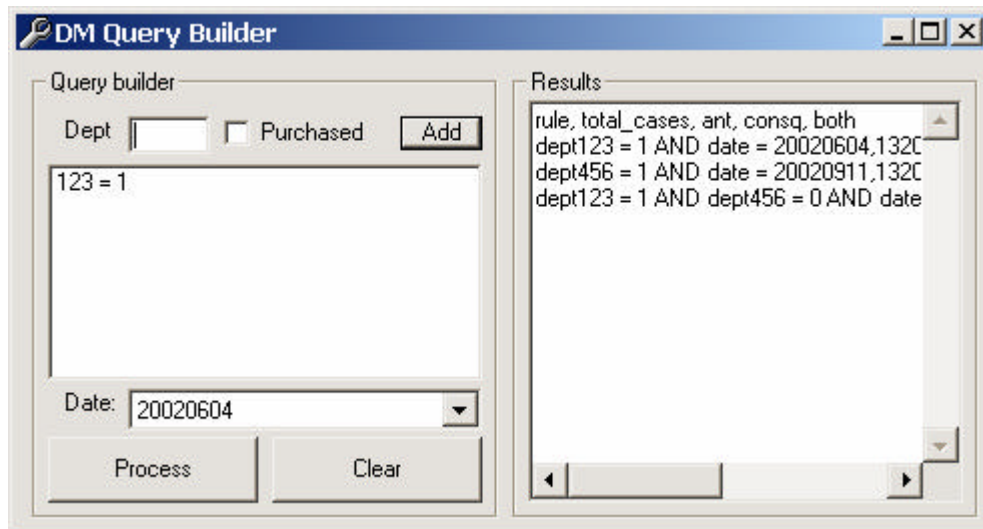 DM Query Builder
Query builder
Dept Purchased Add
123 = 1
Date: 20020604
Process Clear
Results
rule, total_cases, ant, consq, both
dept123 = 1 AND date = 20020604,1320
dept456 = 1 AND date = 20020911,1320
dept123 = 1 AND dept456 = 0 AND date